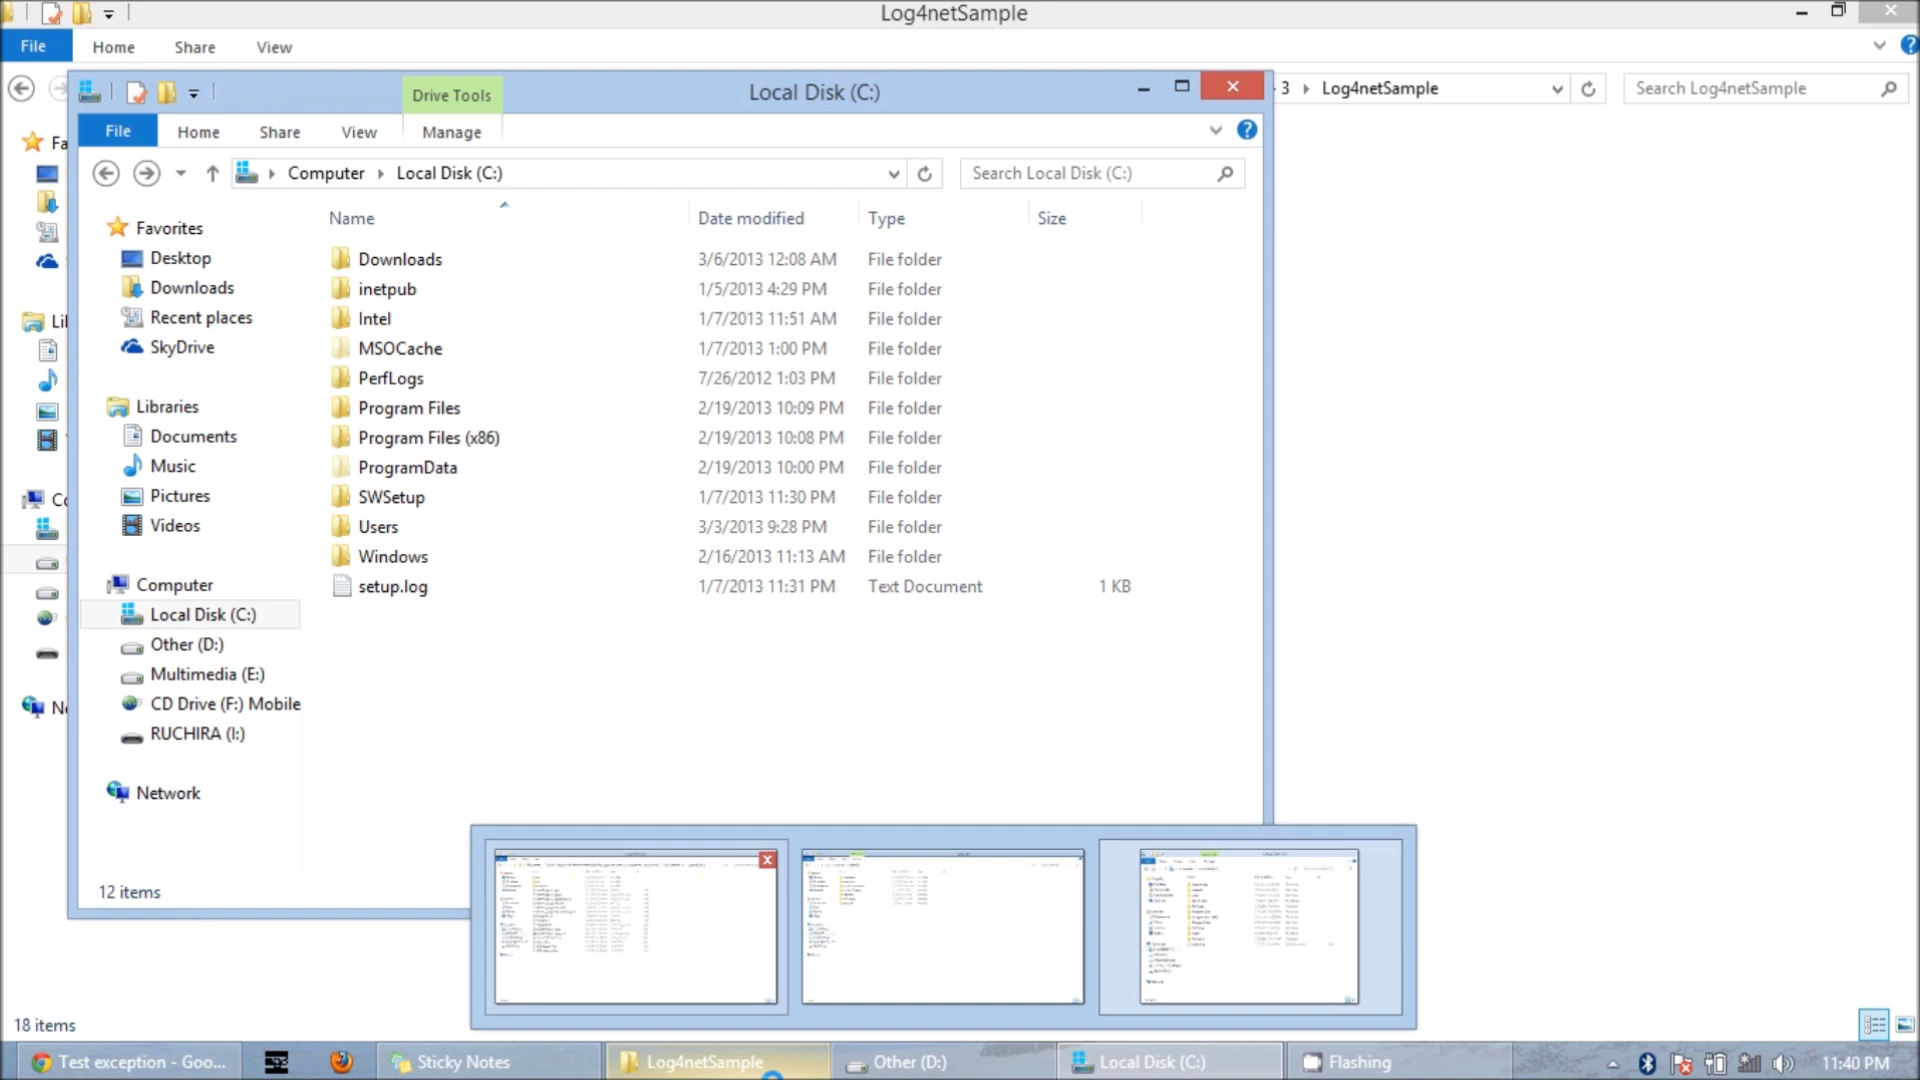 Log4netSample
File Home Share View
3 Log4netSample Search Log4netSample
Drive Tools Local Disk (C:)
File Home Share View Manage
Computer Local Disk (C:) Search Local Disk (C:)
Name Date modified Type Size
Favorites
Desktop
Downloads
Recent places
SkyDrive
Libraries
Documents
Music
Pictures
Videos
Computer
Local Disk (C:)
Other (D:)
Multimedia (E:)
CD Drive (F:) Mobile
RUCHIRA (I:)
Network
Downloads 3/6/2013 12:08 AM File folder
inetpub 1/5/2013 4:29 PM File folder
Intel 1/7/2013 11:51 AM File folder
MSOCache 1/7/2013 1:00 PM File folder
PerfLogs 7/26/2012 1:03 PM File folder
Program Files 2/19/2013 10:09 PM File folder
Program Files (x86) 2/19/2013 10:08 PM File folder
ProgramData 2/19/2013 10:00 PM File folder
SWSetup 1/7/2013 11:30 PM File folder
Users 3/3/2013 9:28 PM File folder
Windows 2/16/2013 11:13 AM File folder
setup.log 1/7/2013 11:31 PM Text Document 1 KB
12 items
18 items
Test exception - Goo... Sticky Notes Log4netSample Other (D:) Local Disk (C:) Flashing 11:40 PM